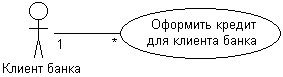 Оформить кредит
для клиента банка
1
*
Клиент банка